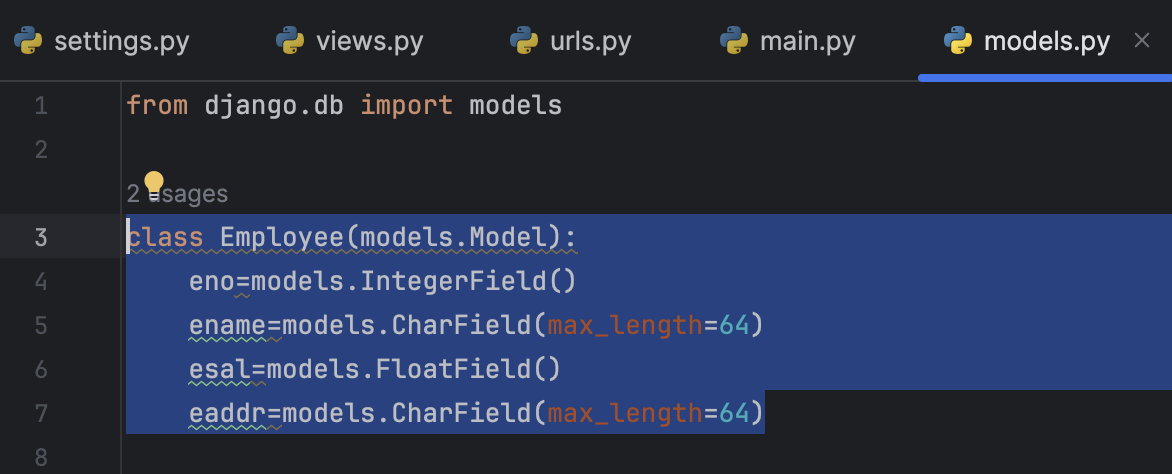 settings.py views.py urls.py main.py models.py
1 from django.db import models
2
2 usages
3 class Employee(models.Model):
4     eno=models.IntegerField()
5     ename=models.CharField(max_length=64)
6     esal=models.FloatField()
7     eaddr=models.CharField(max_length=64)
8